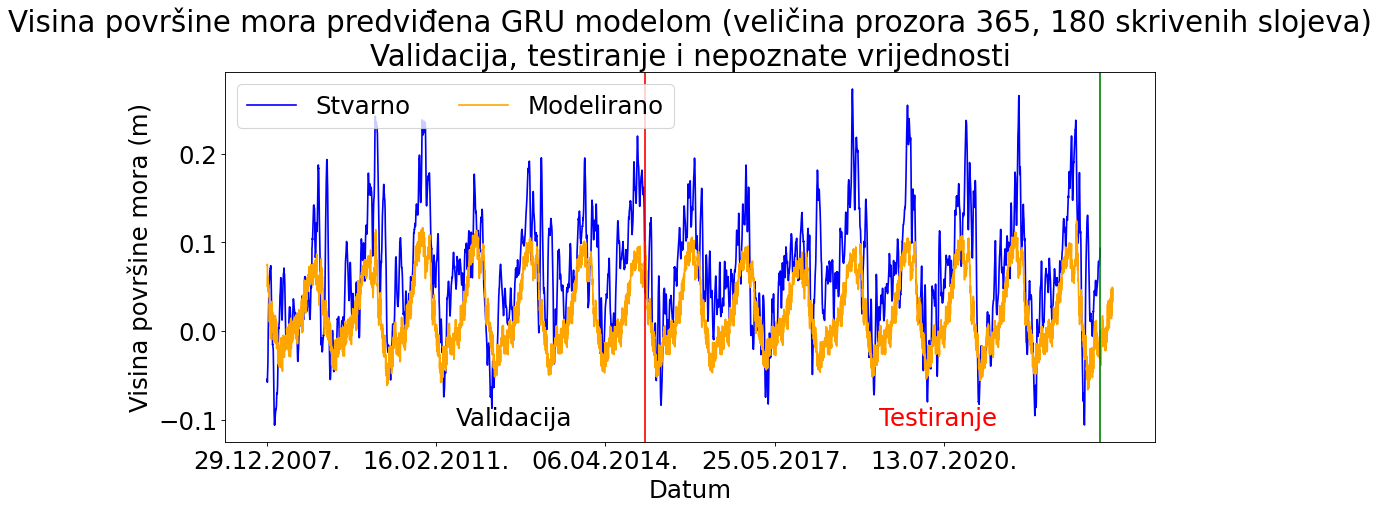 Visina površine mora predviđena GRU modelom (veličina prozora 365, 180 skrivenih slojeva)
Validacija, testiranje i nepoznate vrijednosti
Stvarno
Modelirano
Visina površine mora (m)
0.2
0.1
0.0
−0.1
Validacija
Testiranje
29.12.2007.
16.02.2011.
06.04.2014.
25.05.2017.
13.07.2020.
Datum